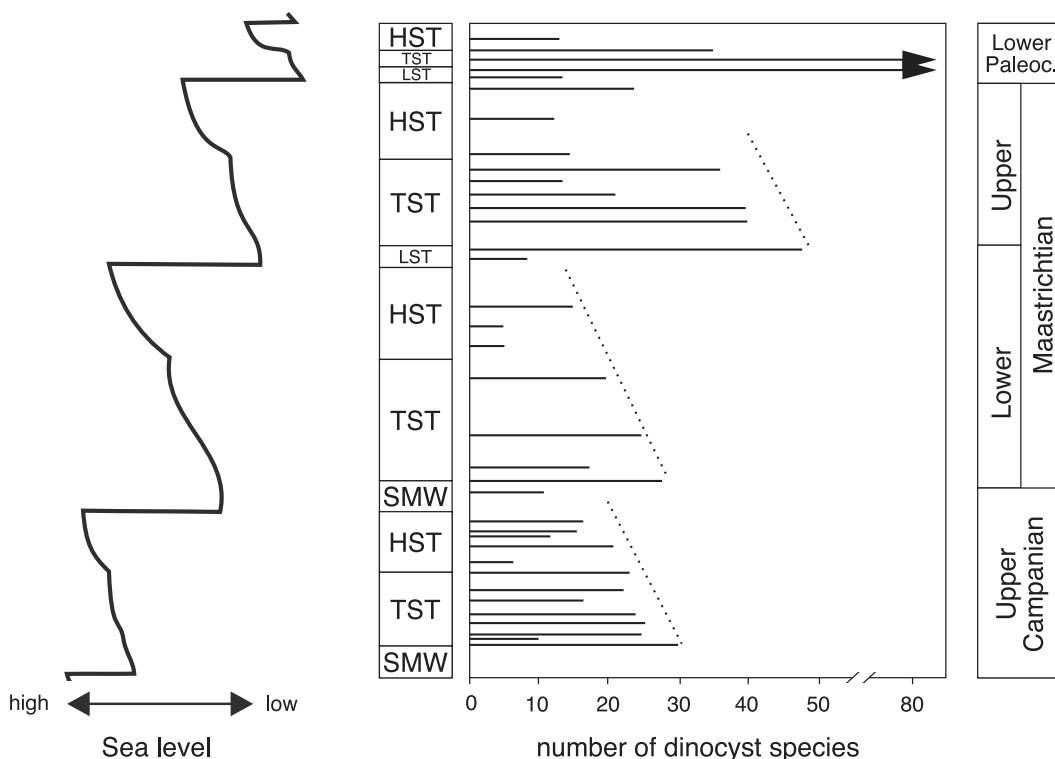 HST
TST
LST
HST
TST
LST
HST
TST
SMW
HST
TST
SMW
Lower
Paleoc.
Upper
Lower
Maastrichtian
Upper
Campanian
high
low
Sea level
0 10 20 30 40 50 80
number of dinocyst species